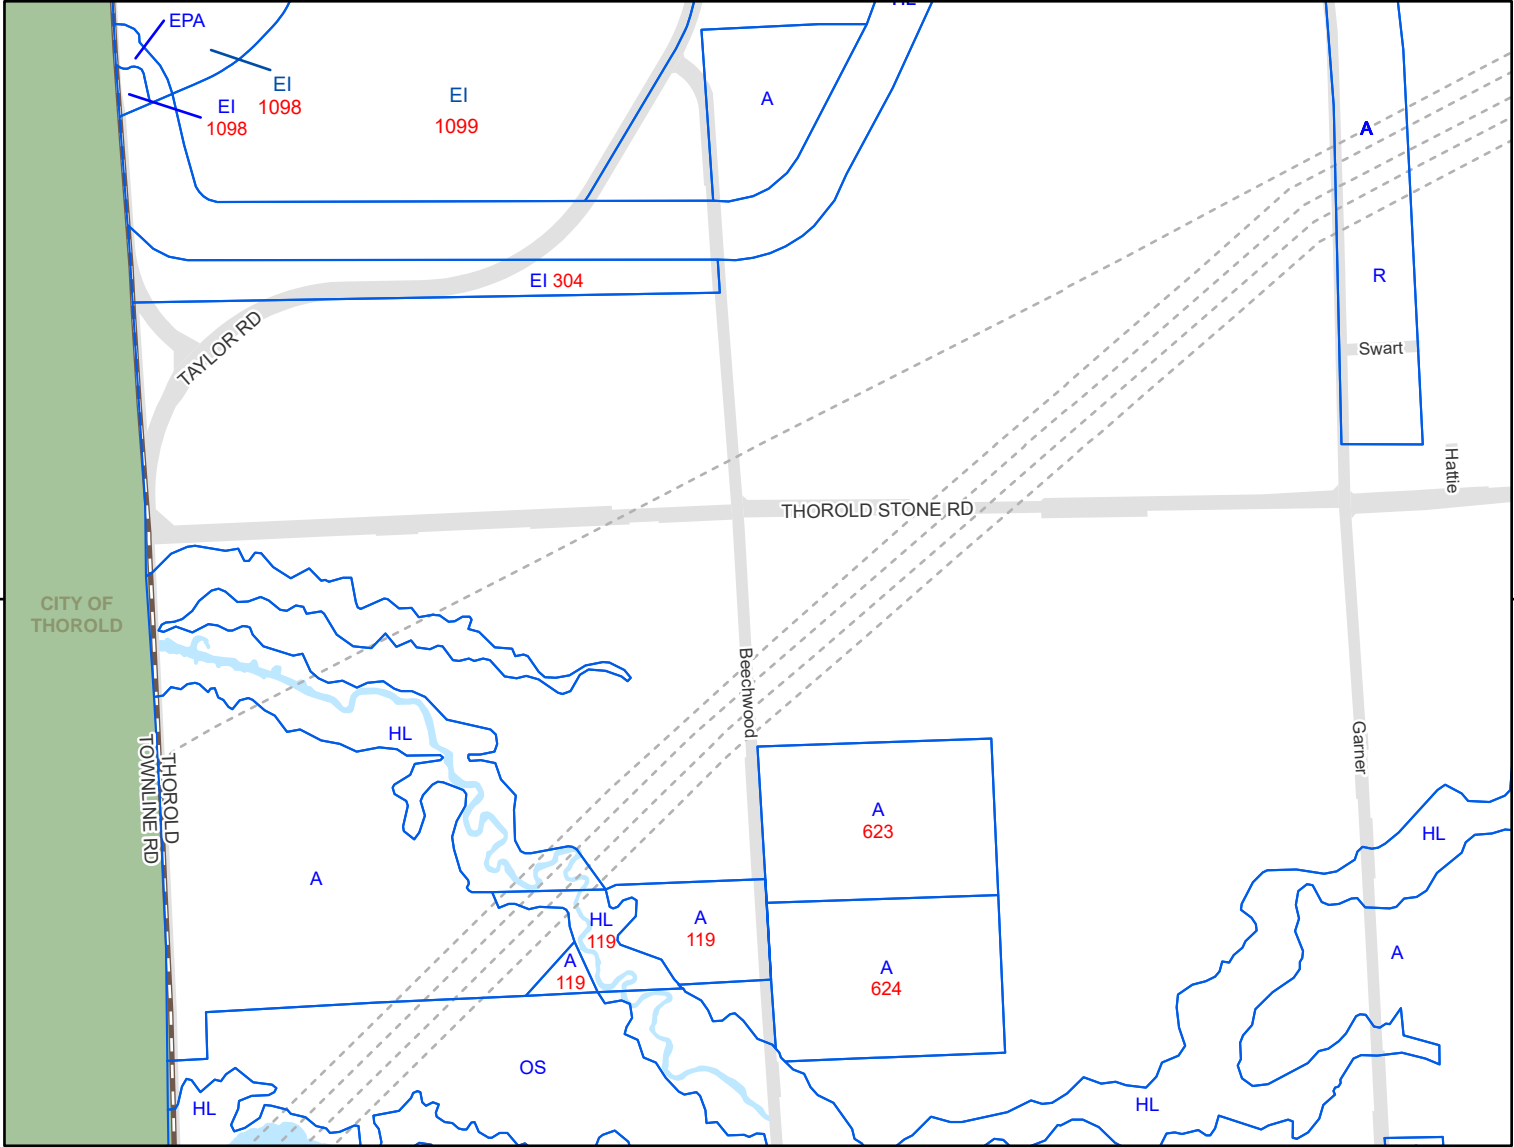 HL
EPA
EI
1098
EI
1098
EI
1099
A
A
EI 304
R
TAYLOR RD
Swart
Hattie
THOROLD STONE RD
CITY OF
THOROLD
Beechwood
HL
THOROLD
TOWNLINE RD
Garner
A
623
HL
A
HL
119
A
119
A
119
A
624
A
OS
HL
HL